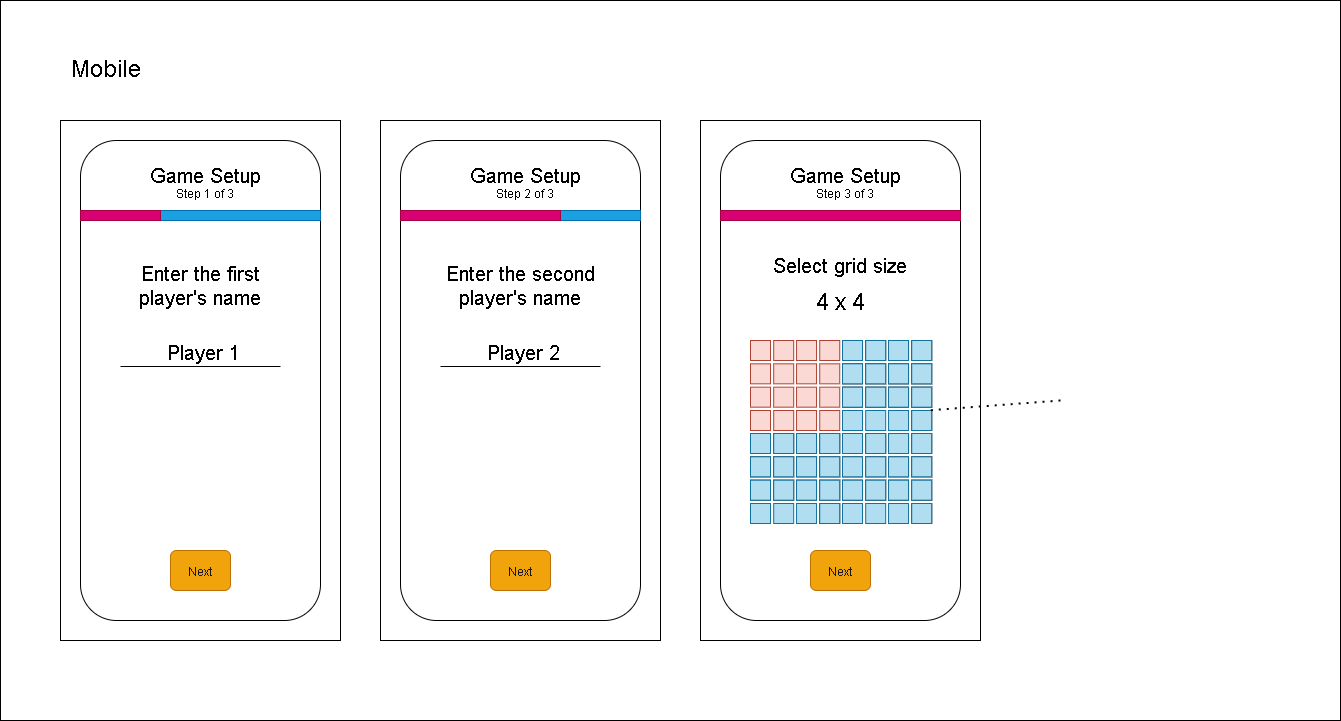 Mobile
Game Setup
Step 1 of 3
Enter the first
player's name
Player 1
Next
Game Setup
Step 2 of 3
Enter the second
player's name
Player 2
Next
Game Setup
Step 3 of 3
Select grid size
4 x 4
Next